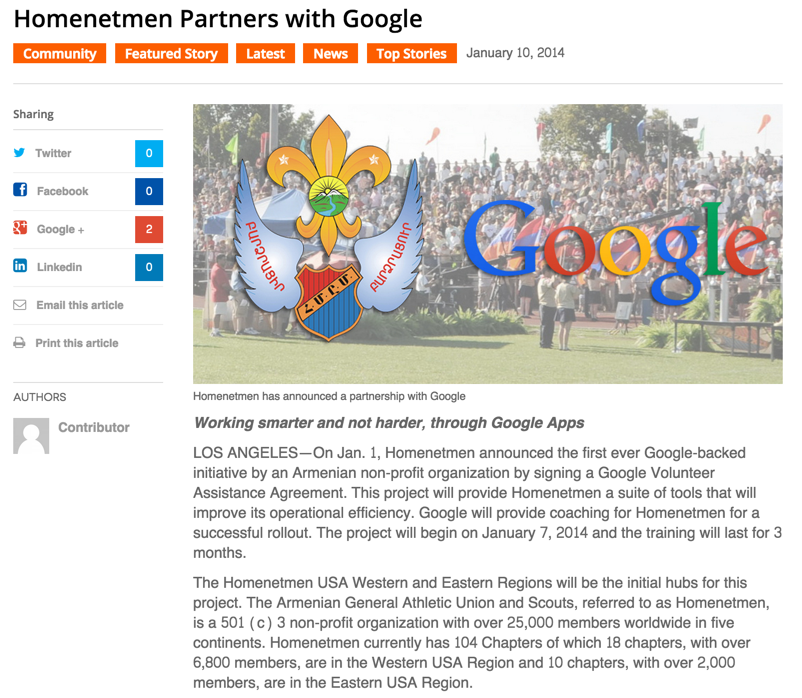 Homenetmen Partners with Google
Community Featured Story Latest News Top Stories January 10, 2014
Sharing
Twitter 0
Facebook 0
Google + 2
Linkedin 0
Email this article
Print this article
AUTHORS
Contributor
ԲԱՐՁՐԱՑԻՐ ԲԱՐՁՐԱՑՈՒՐ
Հ.Մ.Ը.Մ.
Google
Homenetmen has announced a partnership with Google
Working smarter and not harder, through Google Apps
LOS ANGELES—On Jan. 1, Homenetmen announced the first ever Google-backed
initiative by an Armenian non-profit organization by signing a Google Volunteer
Assistance Agreement. This project will provide Homenetmen a suite of tools that will
improve its operational efficiency. Google will provide coaching for Homenetmen for a
successful rollout. The project will begin on January 7, 2014 and the training will last for 3
months.
The Homenetmen USA Western and Eastern Regions will be the initial hubs for this
project. The Armenian General Athletic Union and Scouts, referred to as Homenetmen,
is a 501 (c) 3 non-profit organization with over 25,000 members worldwide in five
continents. Homenetmen currently has 104 Chapters of which 18 chapters, with over
6,800 members, are in the Western USA Region and 10 chapters, with over 2,000
members, are in the Eastern USA Region.